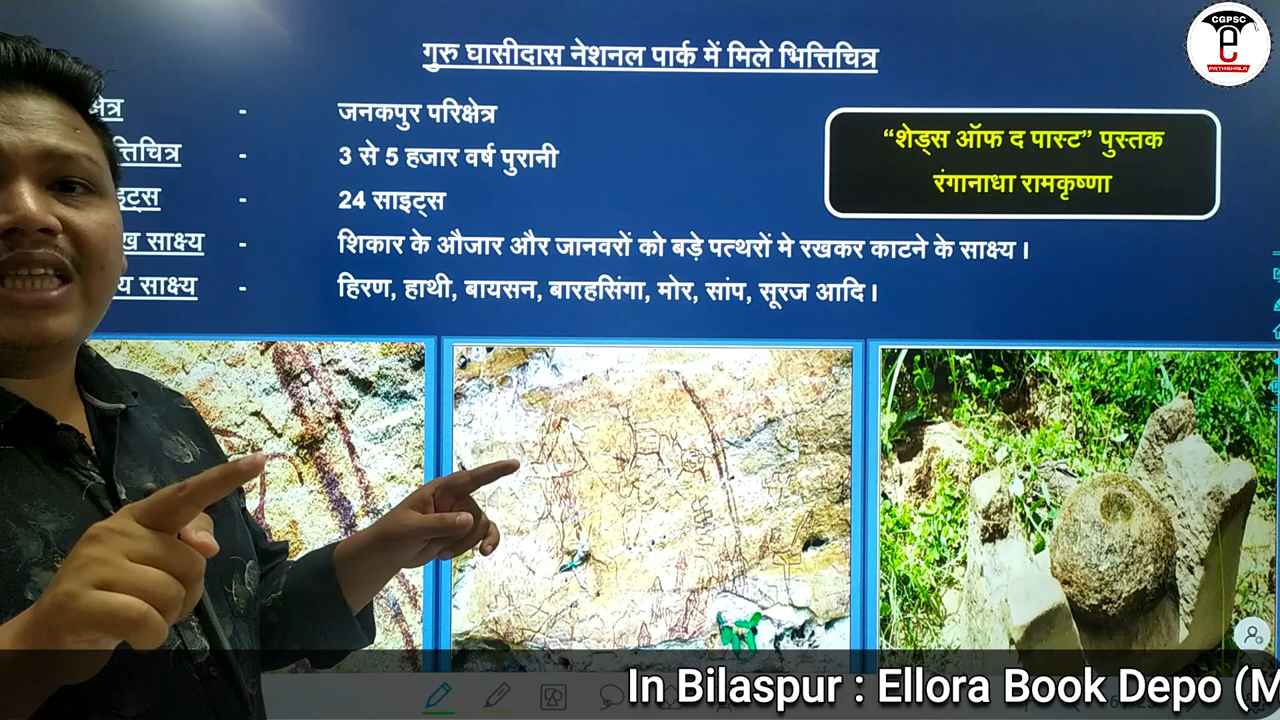 CGPSC
e
PATHSHALA
गुरु घासीदास नेशनल पार्क में मिले भित्तिचित्र
- जनकपुर परिक्षेत्र
- 3 से 5 हजार वर्ष पुरानी
- 24 साइट्स
साक्ष्य - शिकार के औजार और जानवरों को बड़े पत्थरों मे रखकर काटने के साक्ष्य ।
साक्ष्य - हिरण, हाथी, बायसन, बारहसिंगा, मोर, सांप, सूरज आदि ।
“शेड्स ऑफ द पास्ट” पुस्तक
रंगानाधा रामकृष्णा
In Bilaspur : Ellora Book Depo (M